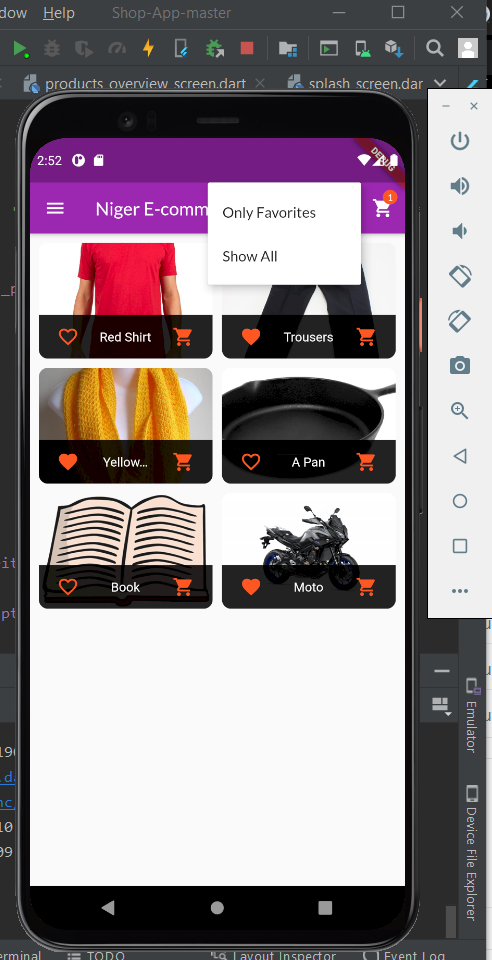 dow Help Shop-App-master
products_overview_screen.dart splash_screen.dar
2:52
DEBUG
Niger E-comm
1
Only Favorites
Show All
Red Shirt
Trousers
Yellow...
A Pan
Book
Moto
Emulator
Device File Explorer
erminal TODO Layout Inspector Event Log